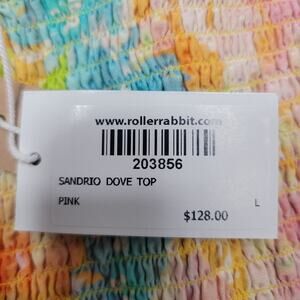 www.rollerrabbit.com
203856
SANDRIO DOVE TOP
PINK L
$128.00